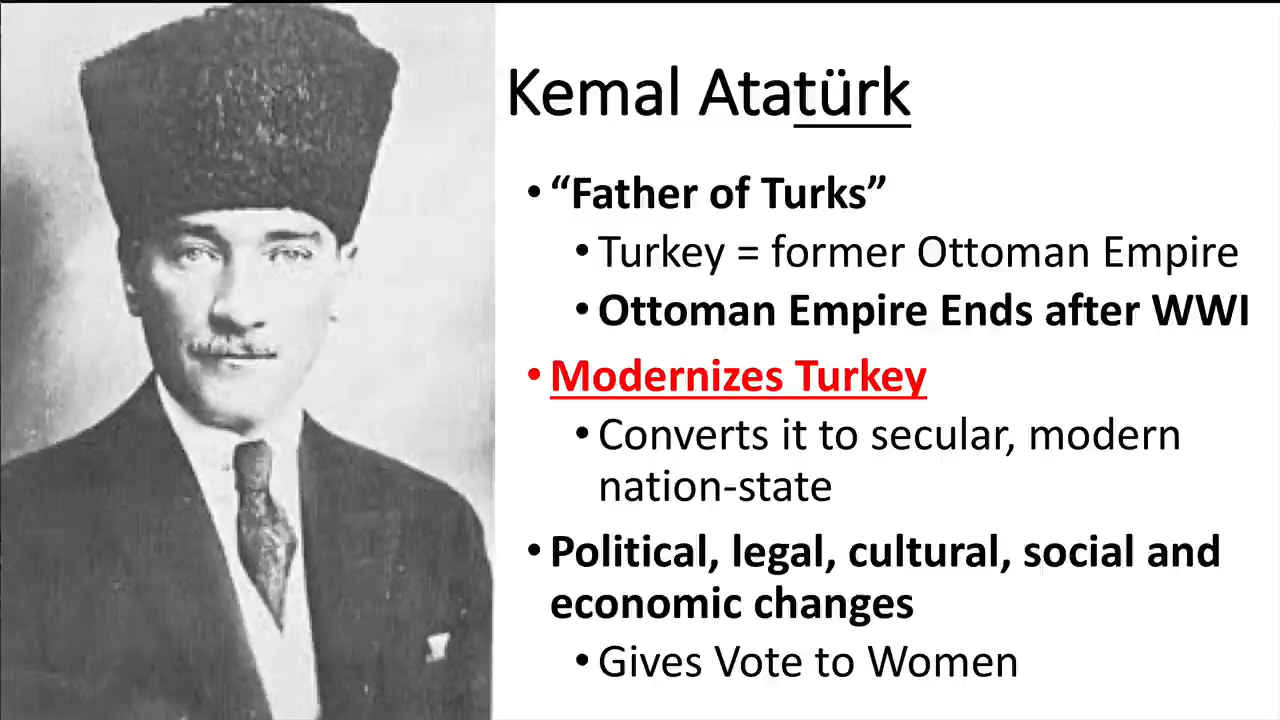 Kemal Atatürk
• “Father of Turks”
• Turkey = former Ottoman Empire
• Ottoman Empire Ends after WWI
• Modernizes Turkey
• Converts it to secular, modern
nation-state
• Political, legal, cultural, social and
economic changes
• Gives Vote to Women